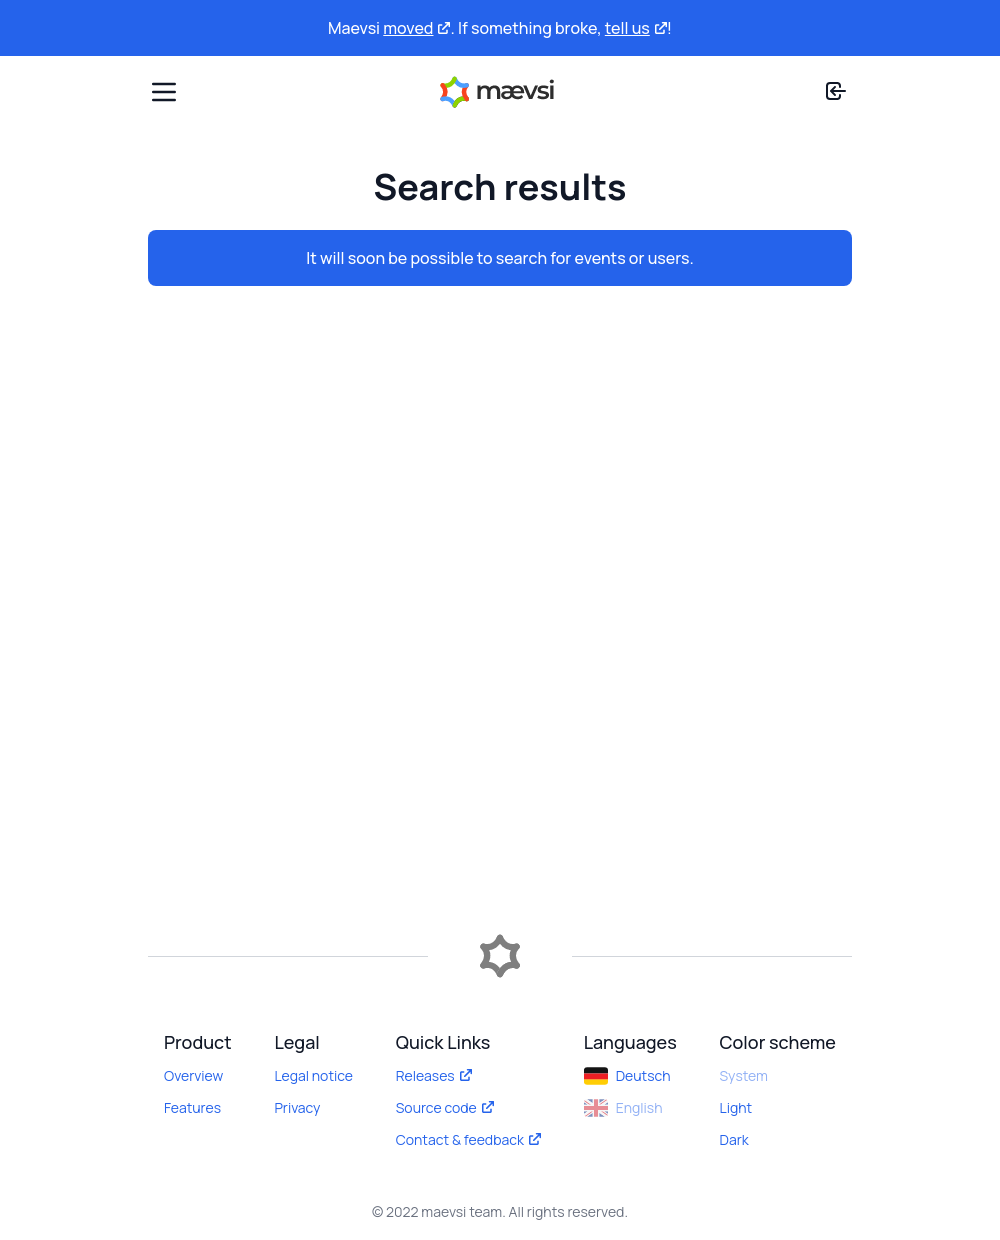 Maevsi moved. If something broke, tell us!
mævsi
Search results
It will soon be possible to search for events or users.
Product
Overview
Features
Legal
Legal notice
Privacy
Quick Links
Releases
Source code
Contact & feedback
Languages
Deutsch
English
Color scheme
System
Light
Dark
© 2022 maevsi team. All rights reserved.